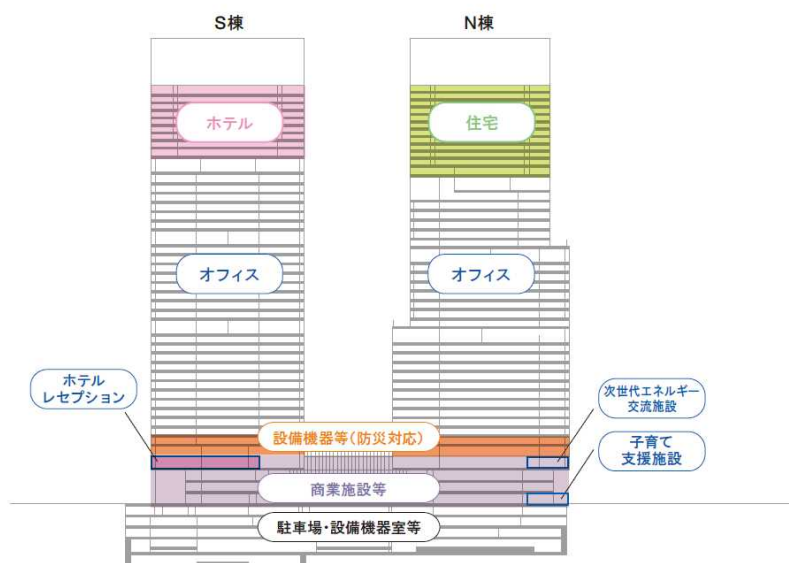 S棟
N棟
ホテル
住宅
オフィス
オフィス
ホテル
レセプション
次世代エネルギー
交流施設
設備機器等(防災対応)
子育て
支援施設
商業施設等
駐車場・設備機器室等